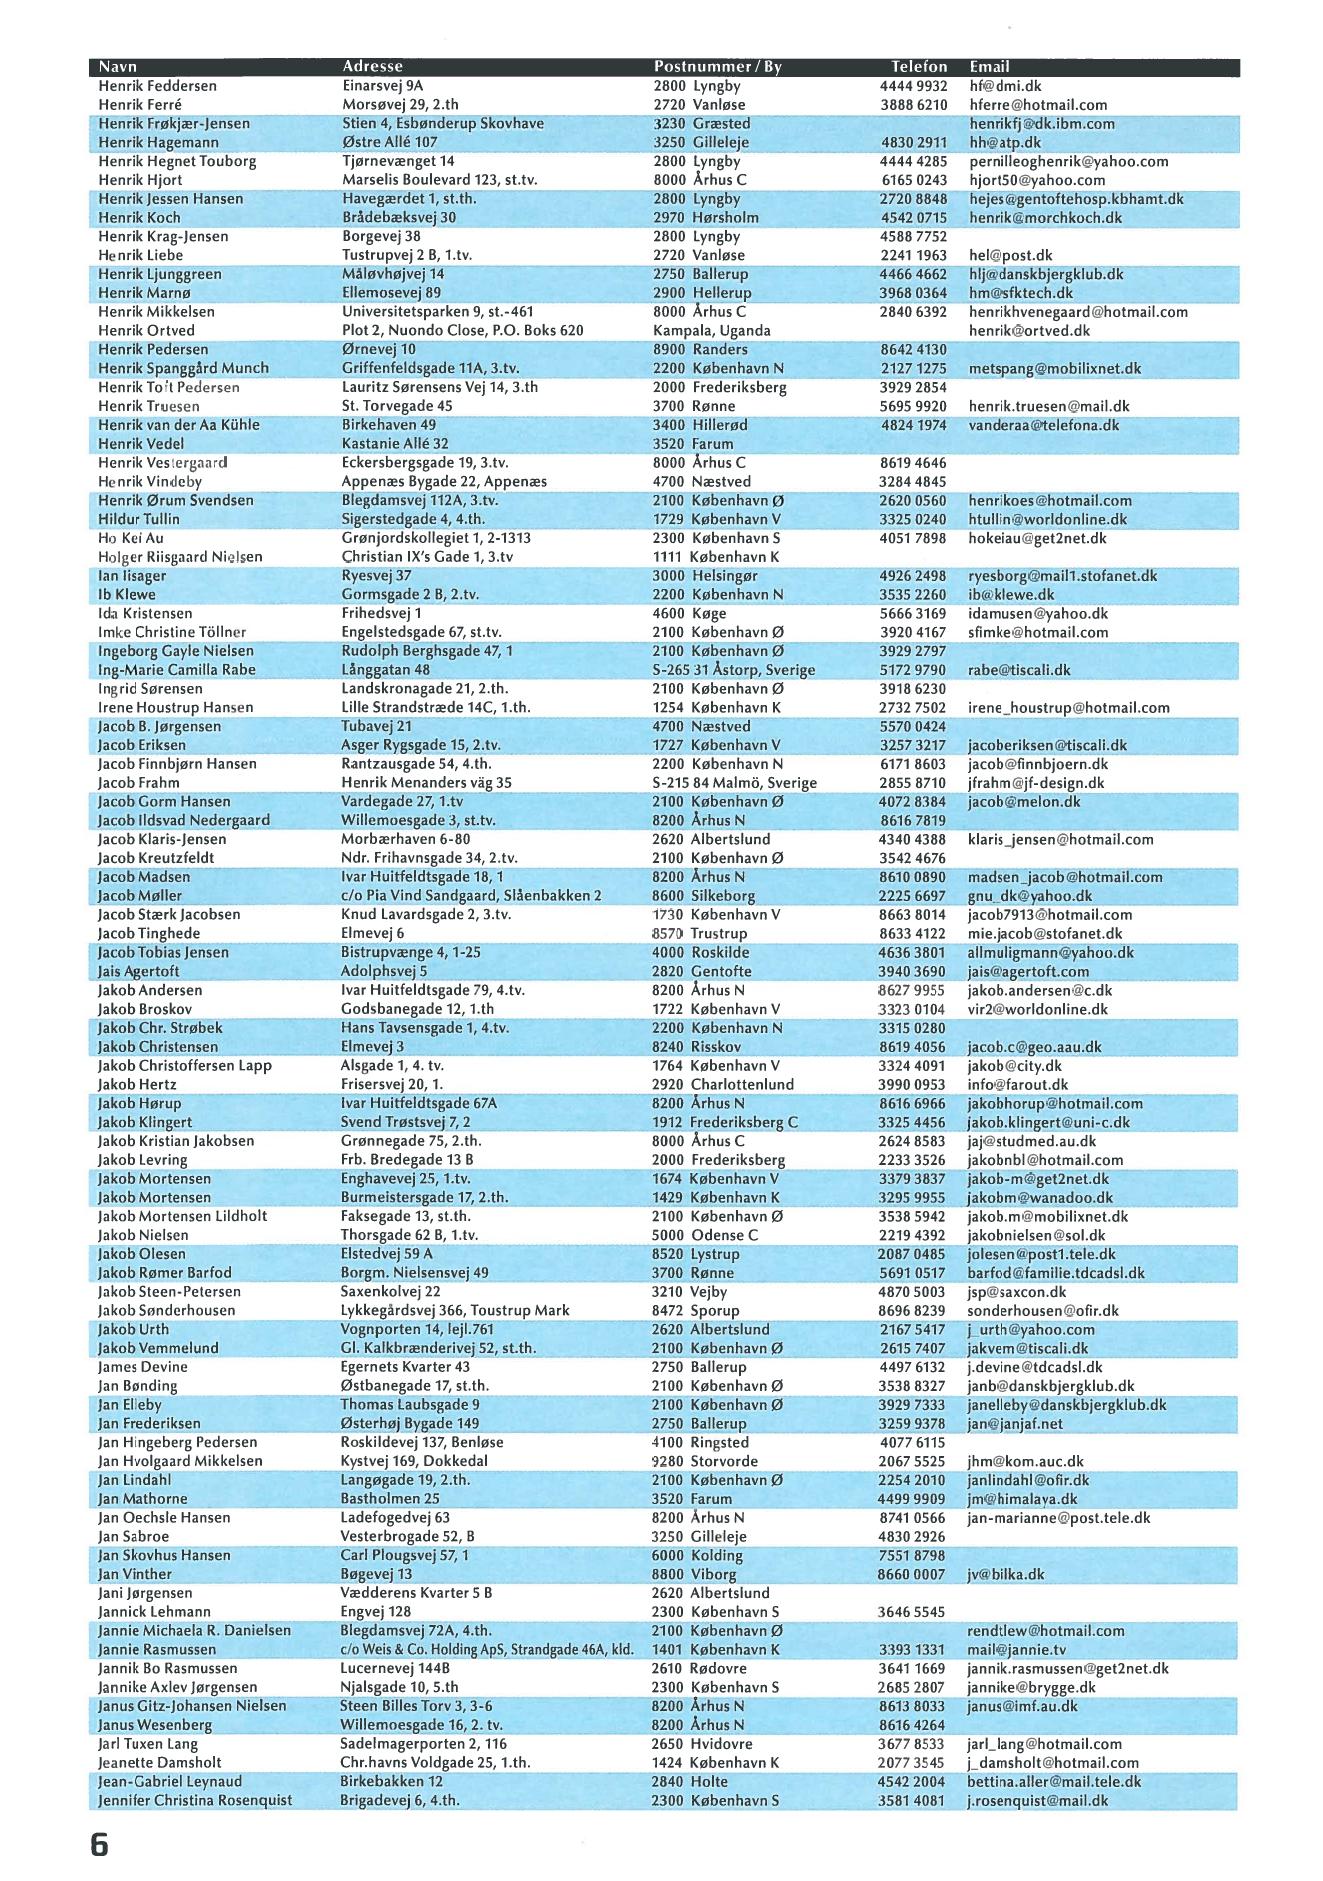 Navn Adresse Postnummer / By Telefon Email
Henrik Feddersen Einarsvej 9A 2800 Lyngby 4444 9932 hf@dmi.dk
Henrik Ferré Morsøvej 29, 2.th 2720 Vanløse 3888 6210 hferre@hotmail.com
Henrik Frøkjær-Jensen Stien 4, Esbønderup Skovhave 3230 Græsted henrikfj@dk.ibm.com
Henrik Hagemann Østre Allé 107 3250 Gilleleje 4830 2911 hh@atp.dk
Henrik Hegnet Touborg Tjørnevænget 14 2800 Lyngby 4444 4285 pernilleoghenrik@yahoo.com
Henrik Hjort Marselis Boulevard 123, st.tv. 8000 Århus C 6165 0243 hjort50@yahoo.com
Henrik Jessen Hansen Havegærdet 1, st.th. 2800 Lyngby 2720 8848 hejes@gentoftehosp.kbhamt.dk
Henrik Koch Brådebæksvej 30 2970 Hørsholm 4542 0715 henrik@morchkoch.dk
Henrik Krag-Jensen Borgevej 38 2800 Lyngby 4588 7752
Henrik Liebe Tustrupvej 2 B, 1.tv. 2720 Vanløse 2241 1963 hel@post.dk
Henrik Ljunggreen Måløvhøjvej 14 2750 Ballerup 4466 4662 hlj@danskbjergklub.dk
Henrik Marnø Ellemosevej 89 2900 Hellerup 3968 0364 hm@sfktech.dk
Henrik Mikkelsen Universitetsparken 9, st.-461 8000 Århus C 2840 6392 henrikhvenegaard@hotmail.com
Henrik Ortved Plot 2, Nuondo Close, P.O. Boks 620 Kampala, Uganda henrik@ortved.dk
Henrik Pedersen Ørnevej 10 8900 Randers 8642 4130
Henrik Spanggård Munch Griffenfeldsgade 11A, 3.tv. 2200 København N 2127 1275 metspang@mobilixnet.dk
Henrik Toft Pedersen Lauritz Sørensens Vej 14, 3.th 2000 Frederiksberg 3929 2854
Henrik Truesen St. Torvegade 45 3700 Rønne 5695 9920 henrik.truesen@mail.dk
Henrik van der Aa Kühle Birkehaven 49 3400 Hillerød 4824 1974 vanderaa@telefona.dk
Henrik Vedel Kastanie Allé 32 3520 Farum
Henrik Vestergaard Eckersbergsgade 19, 3.tv. 8000 Århus C 8619 4646
Henrik Vindeby Appenæs Bygade 22, Appenæs 4700 Næstved 3284 4845
Henrik Ørum Svendsen Blegdamsvej 112A, 3.tv. 2100 København Ø 2620 0560 henrikoes@hotmail.com
Hildur Tullin Sigerstedgade 4, 4.th. 1729 København V 3325 0240 htullin@worldonline.dk
Ho Kei Au Grønjordskollegiet 1, 2-1313 2300 København S 4051 7898 hokeiau@get2net.dk
Holger Riisgaard Nielsen Christian IX's Gade 1, 3.tv 1111 København K
Ian Iisager Ryesvej 37 3000 Helsingør 4926 2498 ryesborg@mail1.stofanet.dk
Ib Klewe Gormsgade 2 B, 2.tv. 2200 København N 3535 2260 ib@klewe.dk
Ida Kristensen Frihedsvej 1 4600 Køge 5666 3169 idamusen@yahoo.dk
Imke Christine Töllner Engelstedsgade 67, st.tv. 2100 København Ø 3920 4167 sfimke@hotmail.com
Ingeborg Gayle Nielsen Rudolph Berghsgade 47, 1 2100 København Ø 3929 2797
Ing-Marie Camilla Rabe Långgatan 48 S-265 31 Åstorp, Sverige 5172 9790 rabe@tiscali.dk
Ingrid Sørensen Landskronagade 21, 2.th. 2100 København Ø 3918 6230
Irene Houstrup Hansen Lille Strandstræde 14C, 1.th. 1254 København K 2732 7502 irene_houstrup@hotmail.com
Jacob B. Jørgensen Tubavej 21 4700 Næstved 5570 0424
Jacob Eriksen Asger Rygsgade 15, 2.tv. 1727 København V 3257 3217 jacoberiksen@tiscali.dk
Jacob Finnbjørn Hansen Rantzausgade 54, 4.th. 2200 København N 6171 8603 jacob@finnbjoern.dk
Jacob Frahm Henrik Menanders väg 35 S-215 84 Malmö, Sverige 2855 8710 jfrahm@jf-design.dk
Jacob Gorm Hansen Vardegade 27, 1.tv 2100 København Ø 4072 8384 jacob@melon.dk
Jacob Ildsvad Nedergaard Willemoesgade 3, st.tv. 8200 Århus N 8616 7819
Jacob Klaris-Jensen Morbærhaven 6-80 2620 Albertslund 4340 4388 klaris_jensen@hotmail.com
Jacob Kreutzfeldt Ndr. Frihavnsgade 34, 2.tv. 2100 København Ø 3542 4676
Jacob Madsen Ivar Huitfeldtsgade 18, 1 8200 Århus N 8610 0890 madsen_jacob@hotmail.com
Jacob Møller c/o Pia Vind Sandgaard, Slåenbakken 2 8600 Silkeborg 2225 6697 gnu_dk@yahoo.dk
Jacob Stærk Jacobsen Knud Lavardsgade 2, 3.tv. 1730 København V 8663 8014 jacob7913@hotmail.com
Jacob Tinghede Elmevej 6 8570 Trustrup 8633 4122 mie.jacob@stofanet.dk
Jacob Tobias Jensen Bistrupvænge 4, 1-25 4000 Roskilde 4636 3801 allmuligmann@yahoo.dk
Jais Agertoft Adolphsvej 5 2820 Gentofte 3940 3690 jais@agertoft.com
Jakob Andersen Ivar Huitfeldtsgade 79, 4.tv. 8200 Århus N 8627 9955 jakob.andersen@c.dk
Jakob Broskov Godsbanegade 12, 1.th 1722 København V 3323 0104 vir2@worldonline.dk
Jakob Chr. Strøbek Hans Tavsensgade 1, 4.tv. 2200 København N 3315 0280
Jakob Christensen Elmevej 3 8240 Risskov 8619 4056 jacob.c@geo.aau.dk
Jakob Christoffersen Lapp Alsgade 1, 4. tv. 1764 København V 3324 4091 jakob@city.dk
Jakob Hertz Frisersvej 20, 1. 2920 Charlottenlund 3990 0953 info@farout.dk
Jakob Hørup Ivar Huitfeldtsgade 67A 8200 Århus N 8616 6966 jakobhorup@hotmail.com
Jakob Klingert Svend Trøstsvej 7, 2 1912 Frederiksberg C 3325 4456 jakob.klingert@uni-c.dk
Jakob Kristian Jakobsen Grønnegade 75, 2.th. 8000 Århus C 2624 8583 jaj@studmed.au.dk
Jakob Levring Frb. Bredegade 13 B 2000 Frederiksberg 2233 3526 jakobnbl@hotmail.com
Jakob Mortensen Enghavevej 25, 1.tv. 1674 København V 3379 3837 jakob-m@get2net.dk
Jakob Mortensen Burmeistersgade 17, 2.th. 1429 København K 3295 9955 jakobm@wanadoo.dk
Jakob Mortensen Lildholt Faksegade 13, st.th. 2100 København Ø 3538 5942 jakob.m@mobilixnet.dk
Jakob Nielsen Thorsgade 62 B, 1.tv. 5000 Odense C 2219 4392 jakobnielsen@sol.dk
Jakob Olesen Elstedvej 59 A 8520 Lystrup 2087 0485 jolesen@post1.tele.dk
Jakob Rømer Barfod Borgm. Nielsensvej 49 3700 Rønne 5691 0517 barfod@familie.tdcadsl.dk
Jakob Steen-Petersen Saxenkolvej 22 3210 Vejby 4870 5003 jsp@saxcon.dk
Jakob Sønderhousen Lykkegårdsvej 366, Toustrup Mark 8472 Sporup 8696 8239 sonderhousen@ofir.dk
Jakob Urth Vognporten 14, lejl.761 2620 Albertslund 2167 5417 j_urth@yahoo.com
Jakob Vemmelund Gl. Kalkbrænderivej 52, st.th. 2100 København Ø 2615 7407 jakvem@tiscali.dk
James Devine Egernets Kvarter 43 2750 Ballerup 4497 6132 j.devine@tdcadsl.dk
Jan Bønding Østbanegade 17, st.th. 2100 København Ø 3538 8327 janb@danskbjergklub.dk
Jan Elleby Thomas Laubsgade 9 2100 København Ø 3929 7333 janelleby@danskbjergklub.dk
Jan Frederiksen Østerhøj Bygade 149 2750 Ballerup 3259 9378 jan@janjaf.net
Jan Hingeberg Pedersen Roskildevej 137, Benløse 4100 Ringsted 4077 6115
Jan Hvolgaard Mikkelsen Kystvej 169, Dokkedal 9280 Storvorde 2067 5525 jhm@kom.auc.dk
Jan Lindahl Langøgade 19, 2.th. 2100 København Ø 2254 2010 janlindahl@ofir.dk
Jan Mathorne Bastholmen 25 3520 Farum 4499 9909 jm@himalaya.dk
Jan Oechsle Hansen Ladefogedvej 63 8200 Århus N 8741 0566 jan-marianne@post.tele.dk
Jan Sabroe Vesterbrogade 52, B 3250 Gilleleje 4830 2926
Jan Skovhus Hansen Carl Plougsvej 57, 1 6000 Kolding 7551 8798
Jan Vinther Bøgevej 13 8800 Viborg 8660 0007 jv@bilka.dk
Jani Jørgensen Vædderens Kvarter 5 B 2620 Albertslund
Jannick Lehmann Engvej 128 2300 København S 3646 5545
Jannie Michaela R. Danielsen Blegdamsvej 72A, 4.th. 2100 København Ø rendtlew@hotmail.com
Jannie Rasmussen c/o Weis & Co. Holding ApS, Strandgade 46A, kld. 1401 København K 3393 1331 mail@jannie.tv
Jannik Bo Rasmussen Lucernevej 144B 2610 Rødovre 3641 1669 jannik.rasmussen@get2net.dk
Jannike Axlev Jørgensen Njalsgade 10, 5.th 2300 København S 2685 2807 jannike@brygge.dk
Janus Gitz-Johansen Nielsen Steen Billes Torv 3, 3-6 8200 Århus N 8613 8033 janus@imf.au.dk
Janus Wesenberg Willemoesgade 16, 2. tv. 8200 Århus N 8616 4264
Jarl Tuxen Lang Sadelmagerporten 2, 116 2650 Hvidovre 3677 8533 jarl_lang@hotmail.com
Jeanette Damsholt Chr.havns Voldgade 25, 1.th. 1424 København K 2077 3545 j_damsholt@hotmail.com
Jean-Gabriel Leynaud Birkebakken 12 2840 Holte 4542 2004 bettina.aller@mail.tele.dk
Jennifer Christina Rosenquist Brigadevej 6, 4.th. 2300 København S 3581 4081 j.rosenquist@mail.dk
6